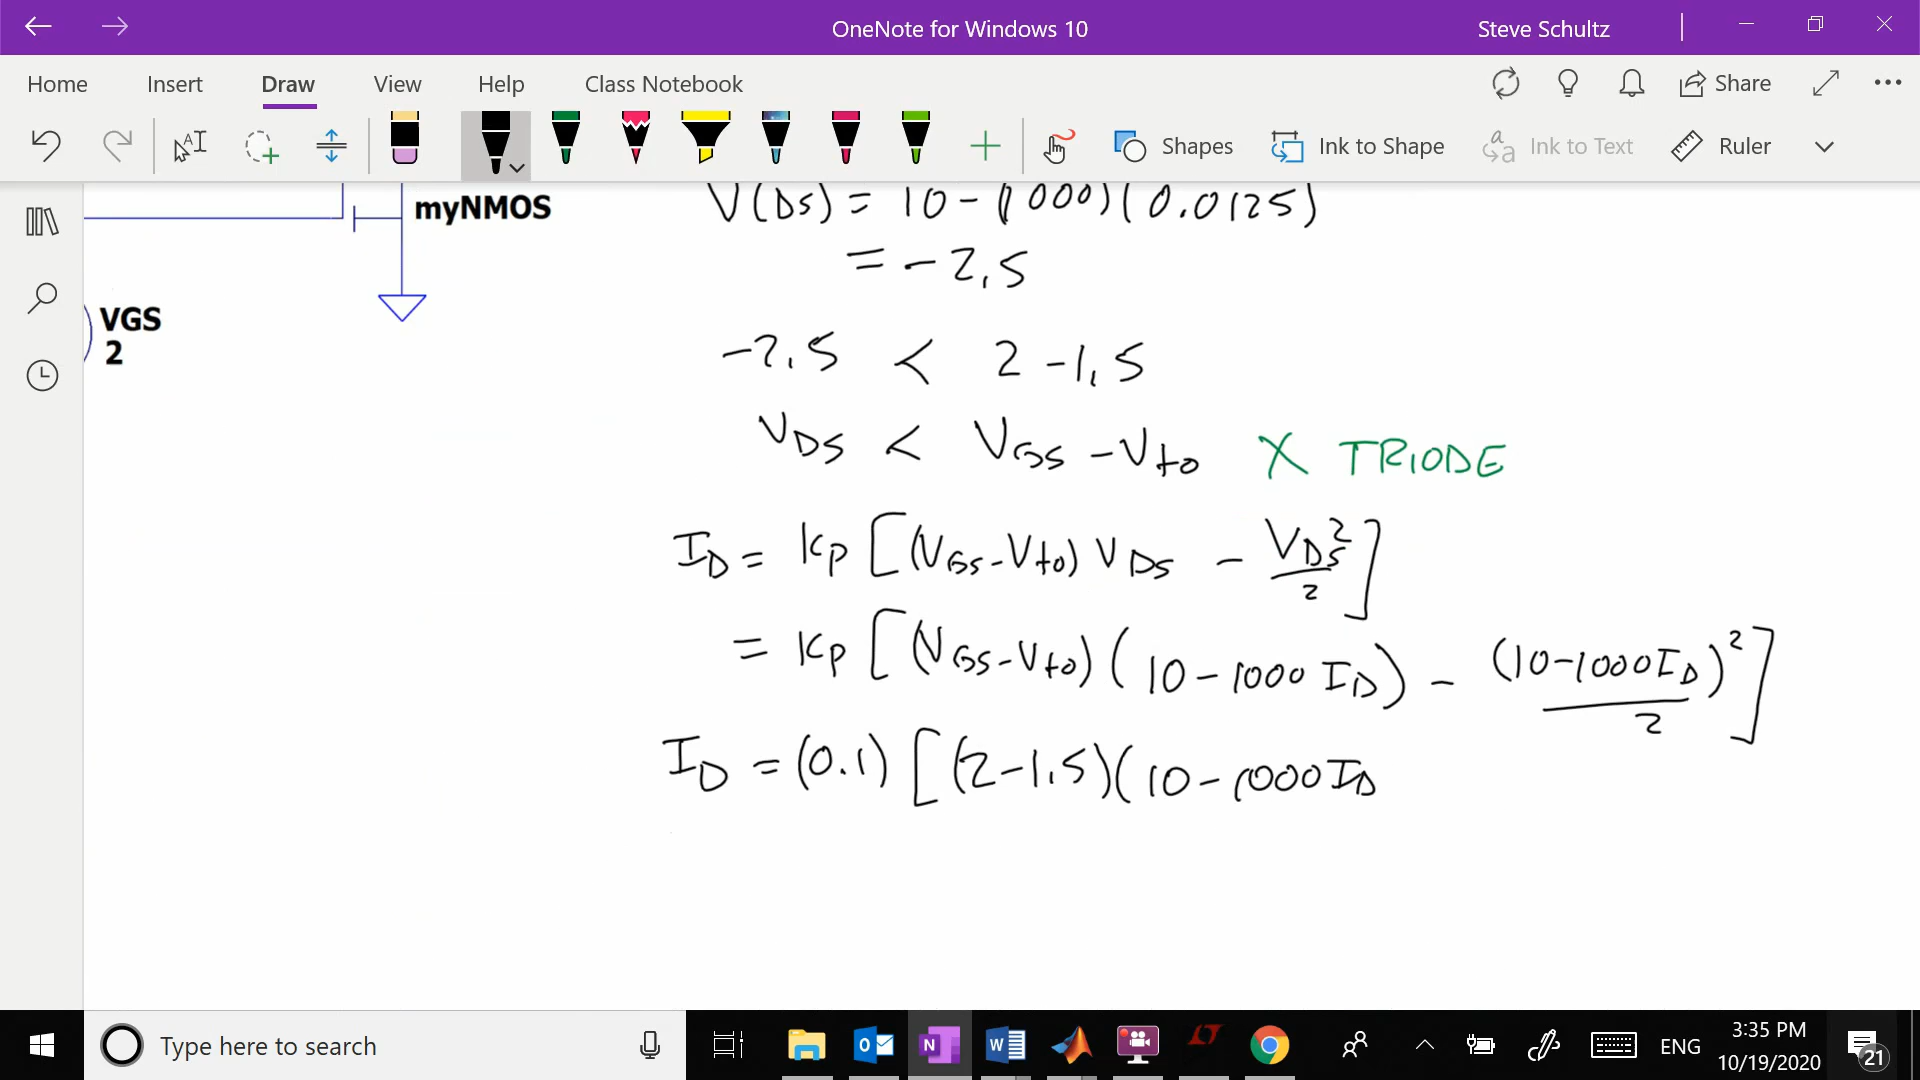 OneNote for Windows 10
Steve Schultz
Home Insert Draw View Help Class Notebook
Share
Shapes
Ink to Shape
Ink to Text
Ruler
myNMOS
VGS
2
V(DS) = 10 - (1000)(0.0125)
= -2.5
-2.5 < 2 - 1.5
VDS < VGS - Vto X TRIODE
ID = Kp [(VGS - Vto) VDS - VDS²/2]
= Kp [(VGS - Vto)(10 - 1000 ID) - (10 - 1000 ID)²/2]
ID = (0.1) [(2 - 1.5)(10 - 1000 ID
Type here to search
ENG
3:35 PM
10/19/2020
21